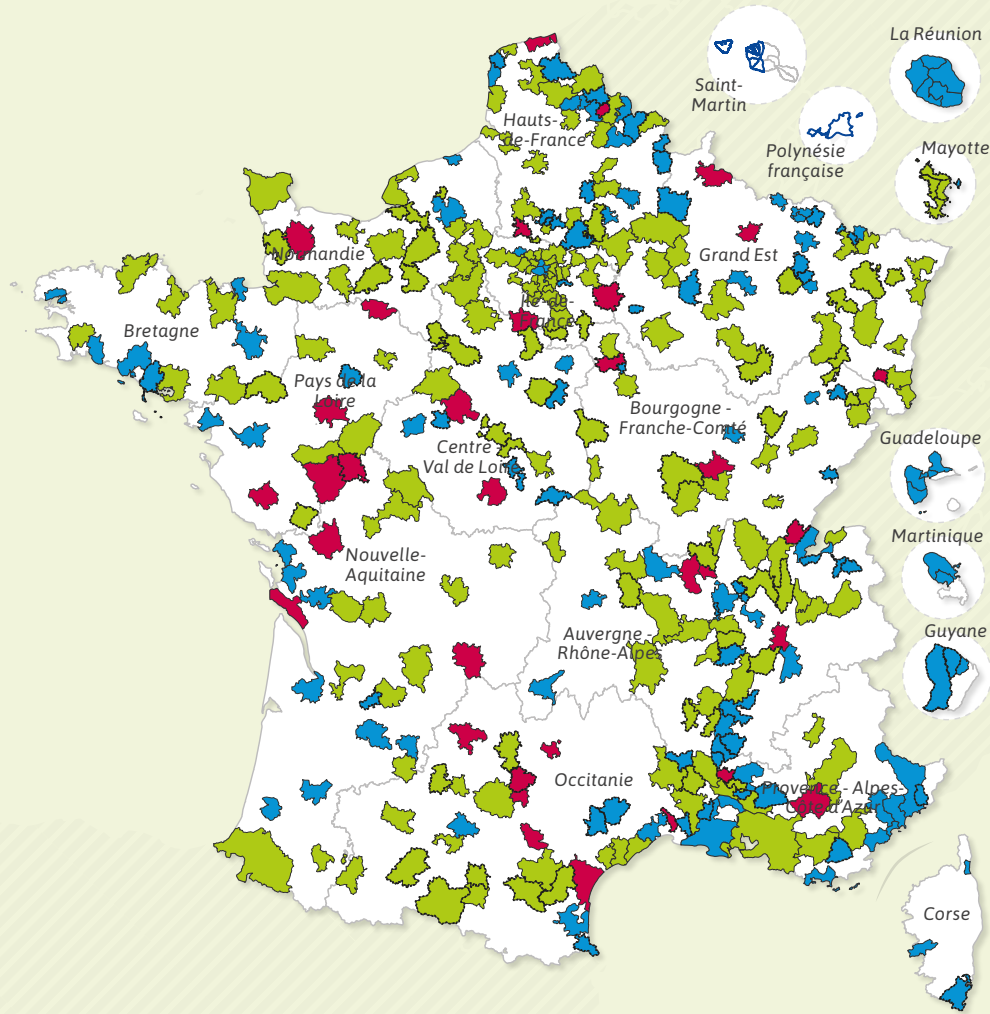 La Réunion
Saint-
Martin
Hauts-
de-France
Polynésie
française
Mayotte
Normandie
Grand Est
Île-de-
France
Bretagne
Pays de la
Loire
Bourgogne -
Franche-Comté
Centre -
Val de Loire
Guadeloupe
Martinique
Nouvelle-
Aquitaine
Guyane
Auvergne -
Rhône-Alpes
Occitanie
Provence - Alpes-
Côte d'Azur
Corse